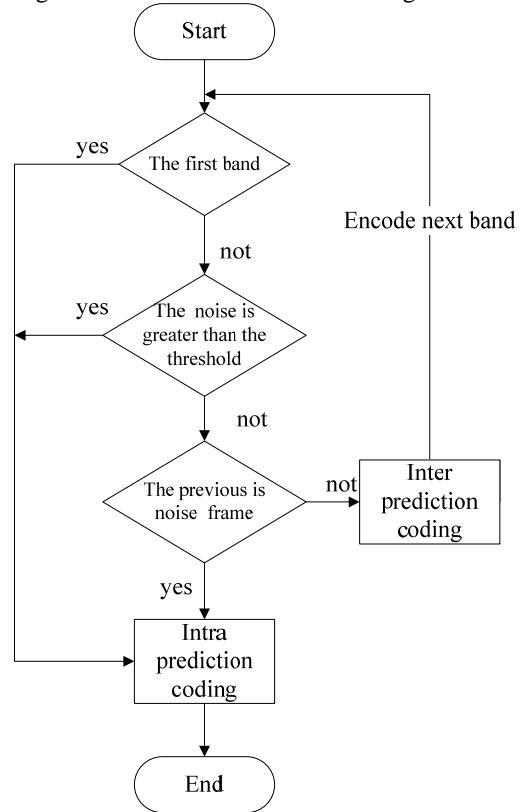 Start
yes
The first band
Encode next band
not
yes
The noise is
greater than the
threshold
not
The previous is
noise frame
not
Inter
prediction
coding
yes
Intra
prediction
coding
End